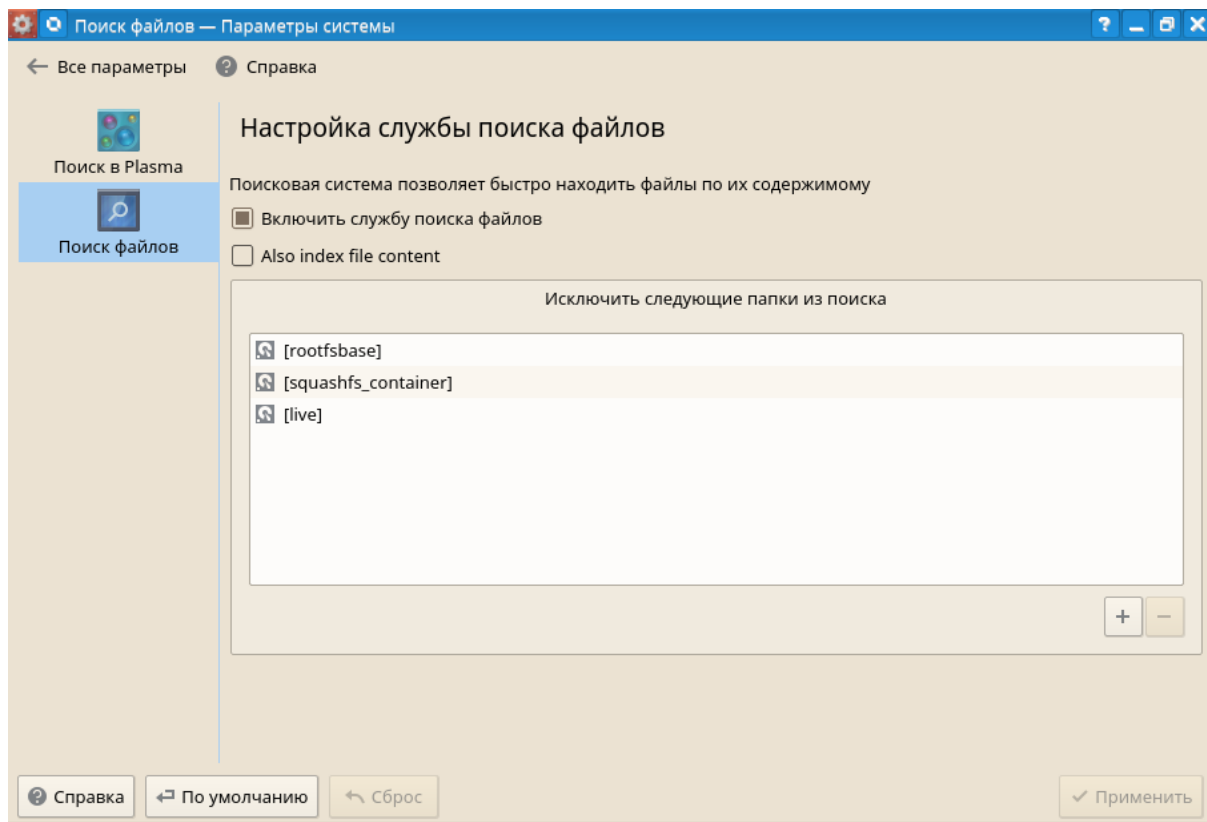 Поиск файлов — Параметры системы
Все параметры
Справка
Поиск в Plasma
Поиск файлов
Настройка службы поиска файлов
Поисковая система позволяет быстро находить файлы по их содержимому
Включить службу поиска файлов
Also index file content
Исключить следующие папки из поиска
[rootfsbase]
[squashfs_container]
[live]
Справка
По умолчанию
Сброс
Применить